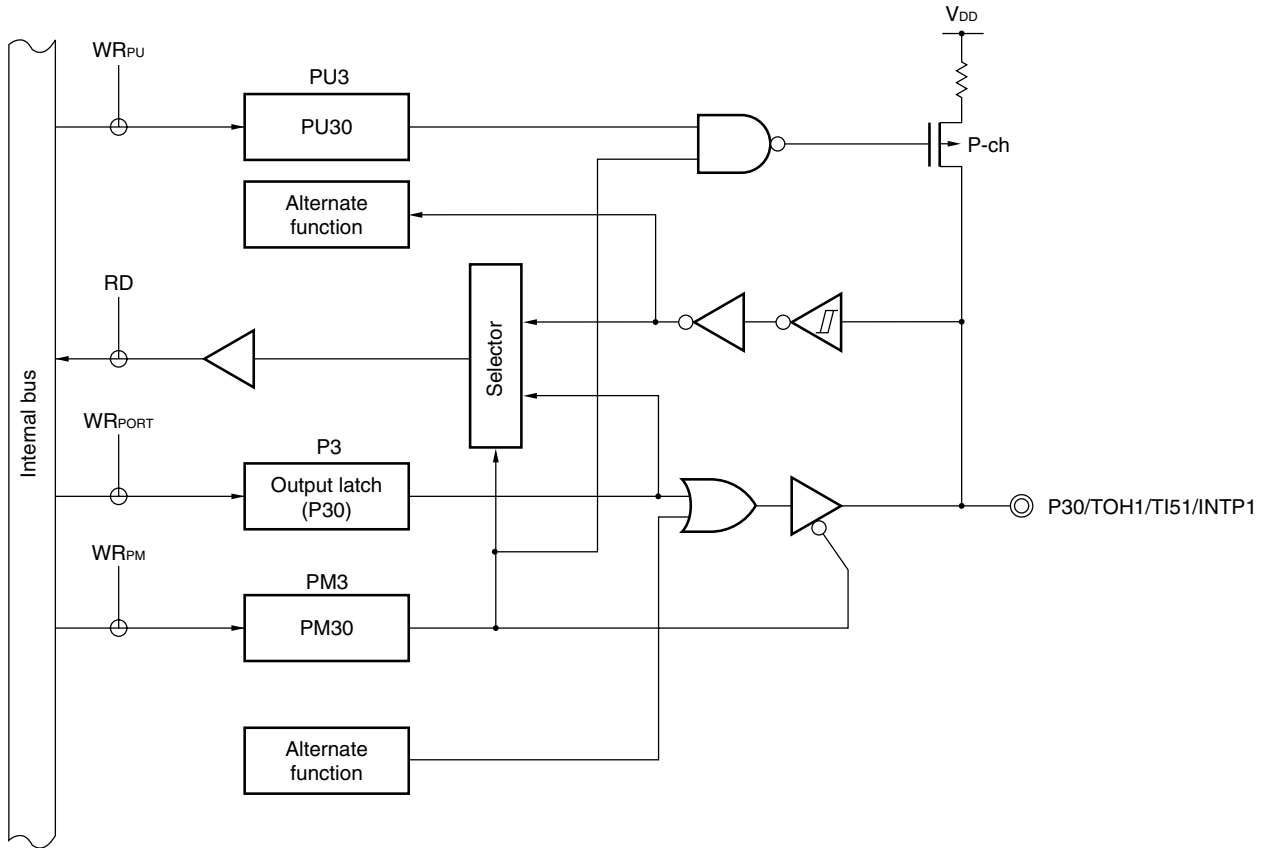 VDD
WRPU
PU3
PU30
P-ch
Alternate
function
RD
Selector
Internal bus
WRPORT
P3
Output latch
(P30)
P30/TOH1/TI51/INTP1
WRPM
PM3
PM30
Alternate
function